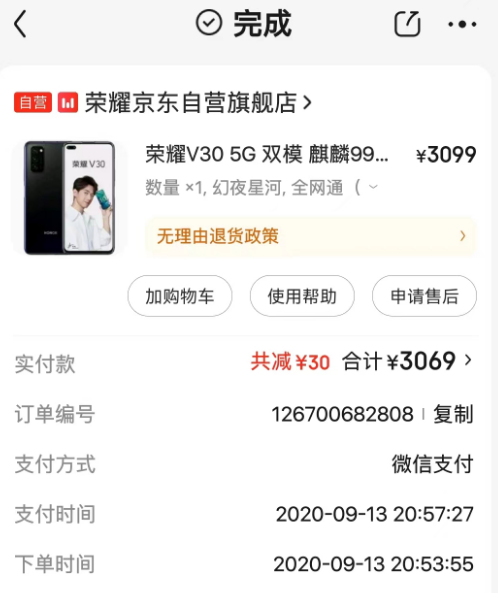 完成
自营 荣耀京东自营旗舰店
荣耀V30 5G 双模 麒麟99... ¥3099
数量 ×1, 幻夜星河, 全网通（
荣耀 V30
HONOR
无理由退货政策
加购物车 使用帮助 申请售后
实付款 共减 ¥30 合计 ¥3069
订单编号 126700682808 复制
支付方式 微信支付
支付时间 2020-09-13 20:57:27
下单时间 2020-09-13 20:53:55